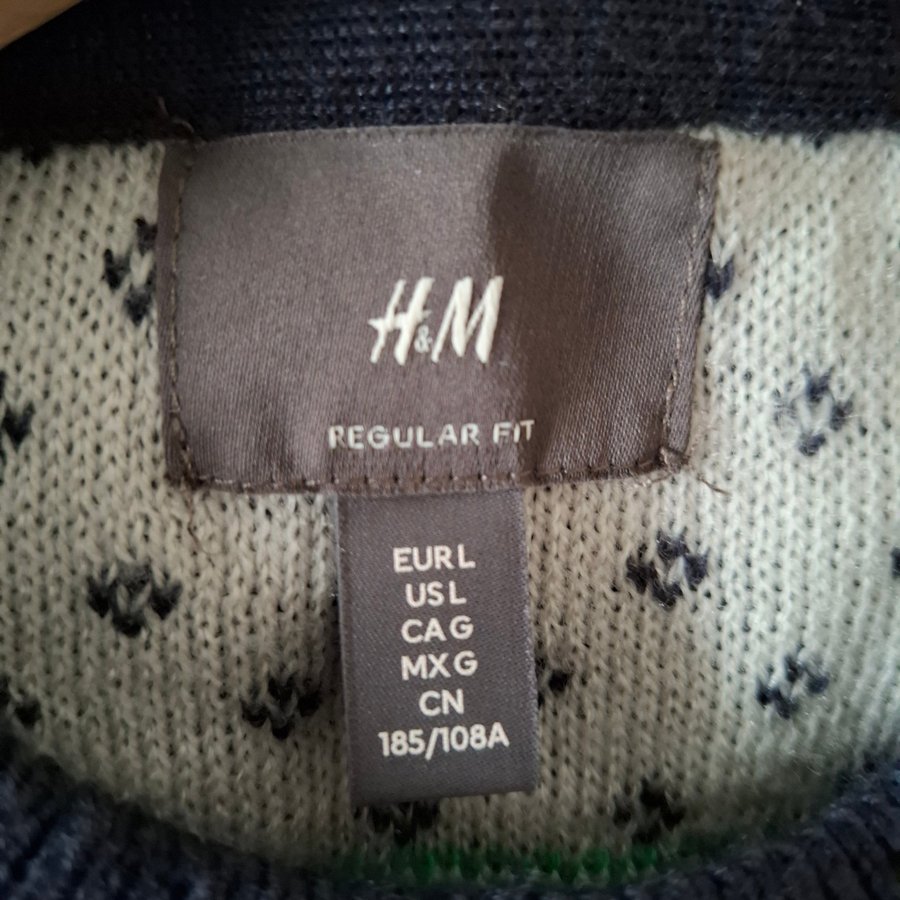 H&M
REGULAR FIT
EUR L
US L
CA G
MX G
CN
185/108A